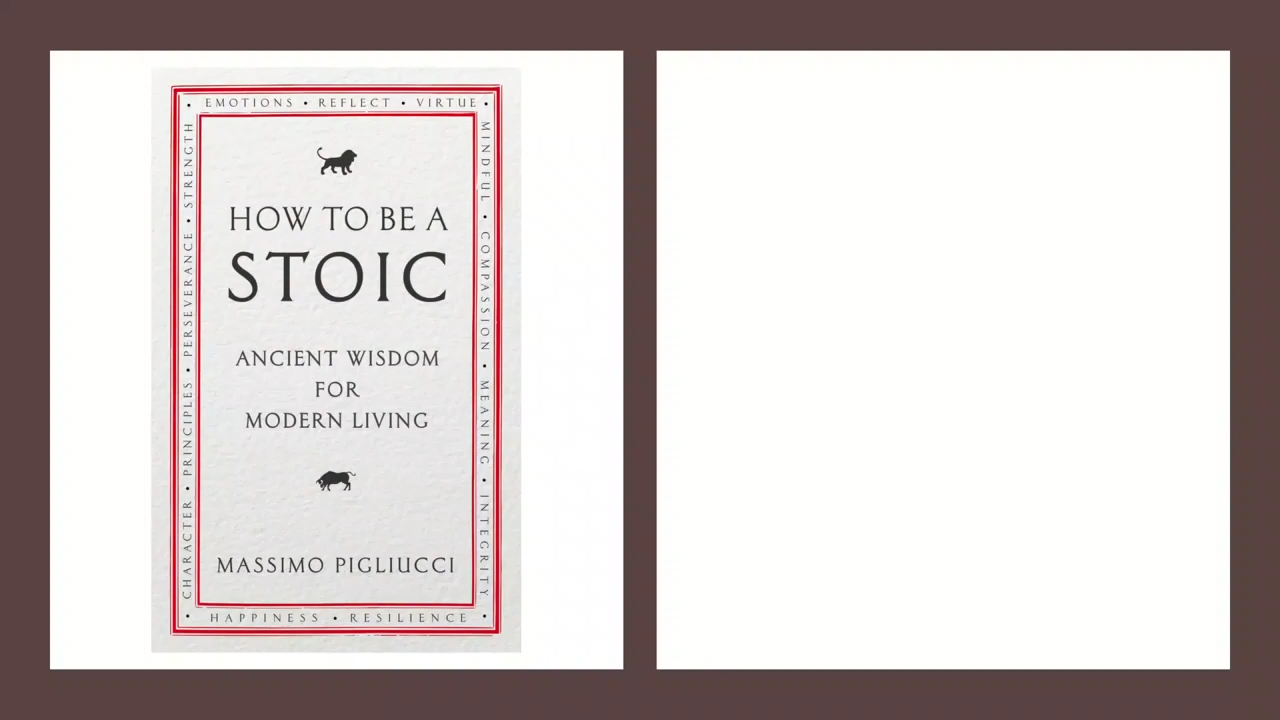 • EMOTIONS • REFLECT • VIRTUE •
HOW TO BE A
STOIC
ANCIENT WISDOM
FOR
MODERN LIVING
MASSIMO PIGLIUCCI
CHARACTER • PRINCIPLES • PERSEVERANCE • STRENGTH
MINDFUL • COMPASSION • MEANING • INTEGRITY
• HAPPINESS • RESILIENCE •